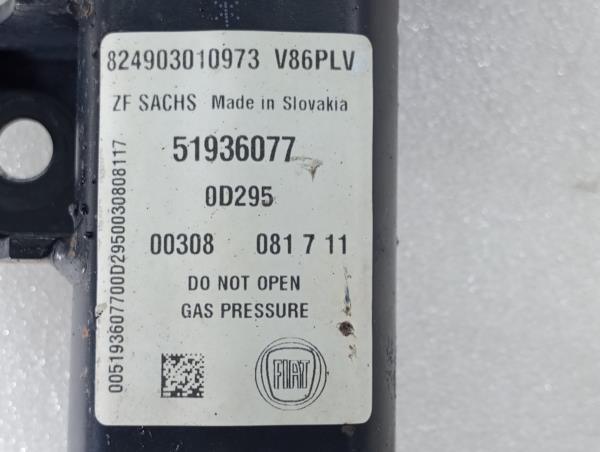 824903010973 V86PLV
ZF SACHS Made in Slovakia
51936077
0D295
00308 081 7 11
DO NOT OPEN
GAS PRESSURE
FIAT
005193607700D2950030808117